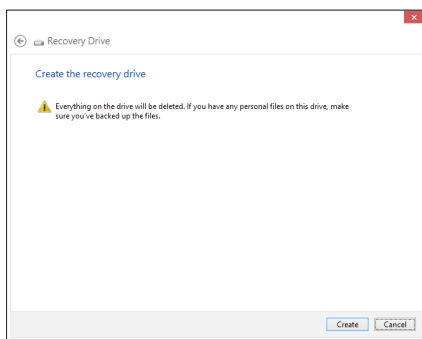 Recovery Drive
Create the recovery drive
Everything on the drive will be deleted. If you have any personal files on this drive, make
sure you've backed up the files.
Create Cancel